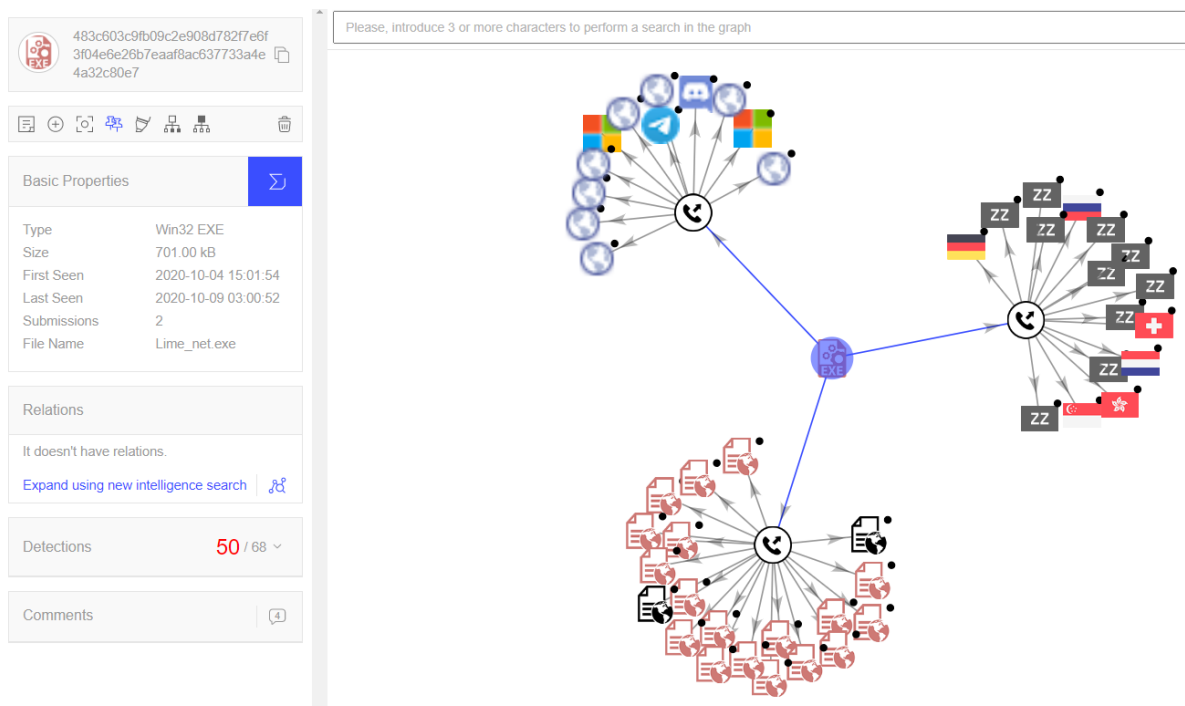 483c603c9fb09c2e908d782f7e6f
3f04e6e26b7eaaf8ac637733a4e
4a32c80e7
EXE
Please, introduce 3 or more characters to perform a search in the graph
Basic Properties
Type Win32 EXE
Size 701.00 kB
First Seen 2020-10-04 15:01:54
Last Seen 2020-10-09 03:00:52
Submissions 2
File Name Lime_net.exe
Relations
It doesn't have relations.
Expand using new intelligence search
Detections 50 / 68
Comments 4
ZZ
ZZ
ZZ
ZZ
ZZ
ZZ
ZZ
ZZ
ZZ
ZZ
EXE